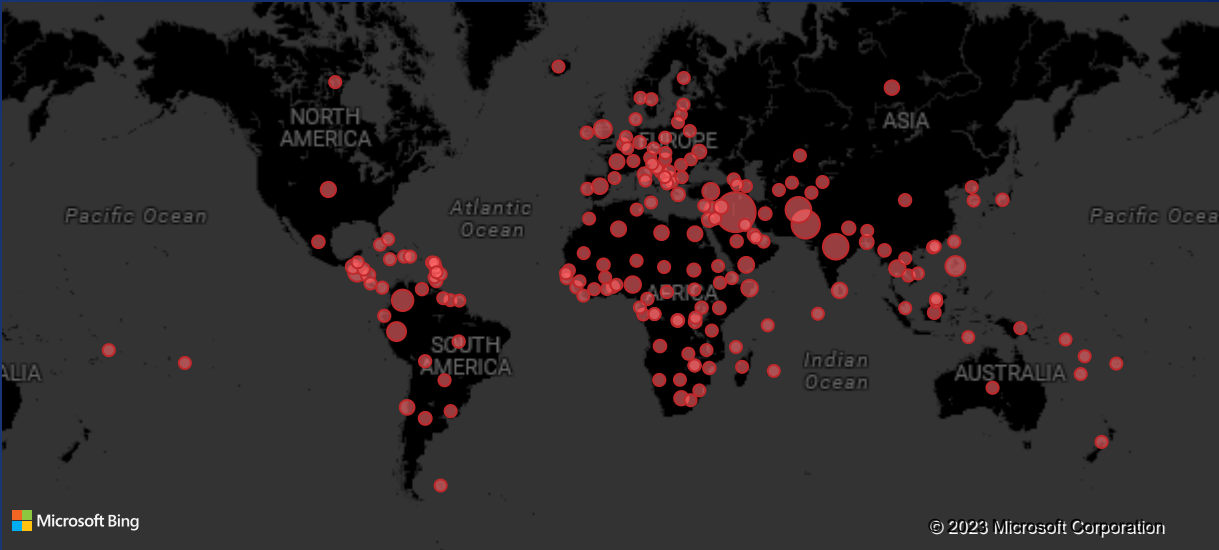 NORTH
AMERICA
EUROPE
ASIA
Pacific Ocean
Atlantic
Ocean
Pacific Ocea
AFRICA
SOUTH
AMERICA
Indian
Ocean
ALIA
AUSTRALIA
Microsoft Bing
© 2023 Microsoft Corporation